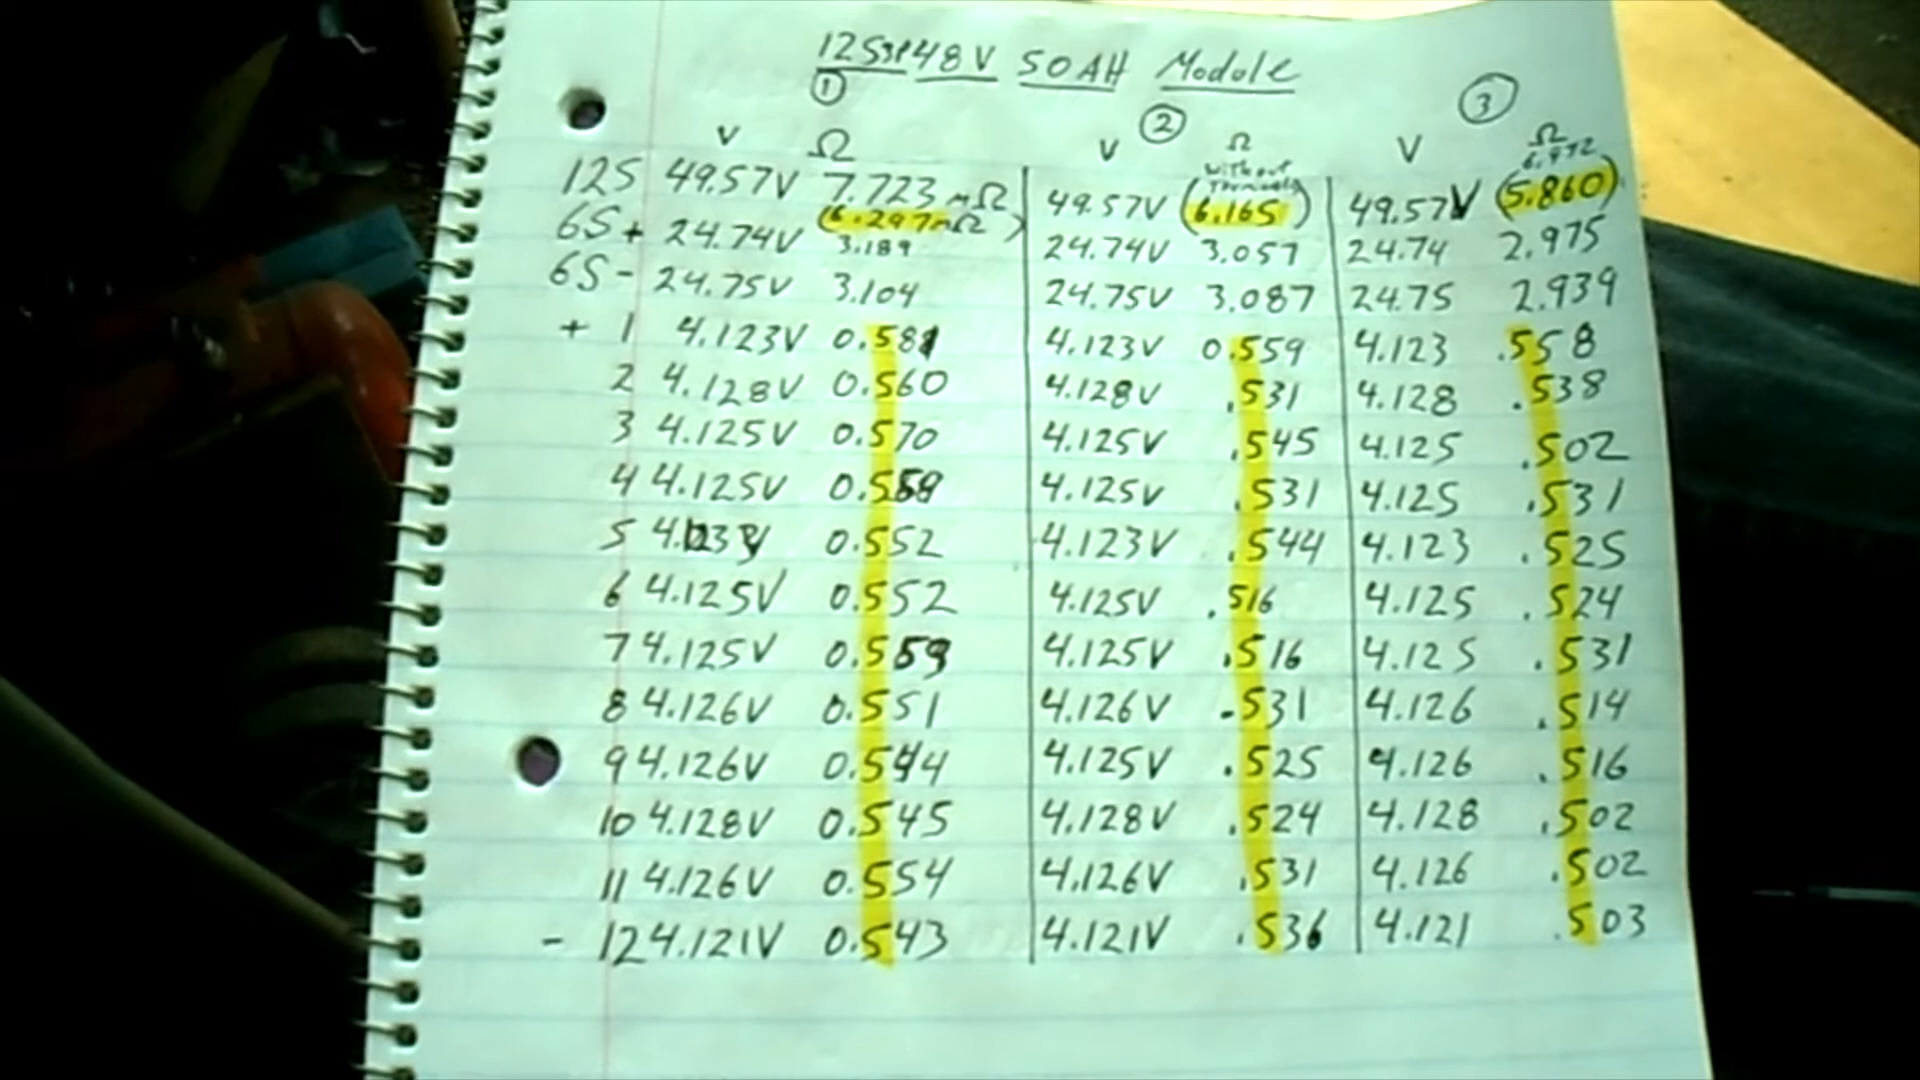 12S3P48V 50AH Module
① ② ③
V Ω V Ω V Ω
without Terminals 6.972
12S 49.57V 7.723mΩ 49.57V (6.165) 49.57V (5.860)
(6.297mΩ)
6S+ 24.74V 3.189 24.74V 3.057 24.74 2.975
6S- 24.75V 3.104 24.75V 3.087 24.75 2.939
+ 1 4.123V 0.581 4.123V 0.559 4.123 .558
2 4.128V 0.560 4.128V .531 4.128 .538
3 4.125V 0.570 4.125V .545 4.125 .502
4 4.125V 4.125V .531 4.125 .531
5 4.123V 0.552 4.123V .544 4.123 .525
6 4.125V 0.552 4.125V .516 4.125 .524
7 4.125V 0.559 4.125V .516 4.125 .531
8 4.126V 0.551 4.126V .531 4.126 .514
9 4.126V 0.544 4.125V .525 4.126 .516
10 4.128V 0.545 4.128V .524 4.128 .502
11 4.126V 0.554 4.126V .531 4.126 .502
- 12 4.121V 0.543 4.121V .536 4.121 .503